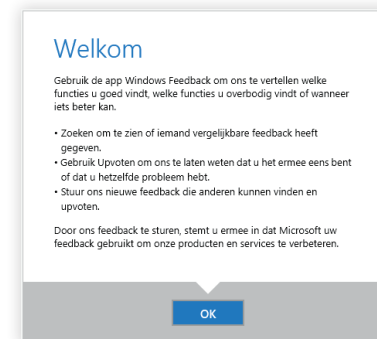 Welkom
Gebruik de app Windows Feedback om ons te vertellen welke
functies u goed vindt, welke functies u overbodig vindt of wanneer
iets beter kan.
• Zoeken om te zien of iemand vergelijkbare feedback heeft
gegeven.
• Gebruik Upvoten om ons te laten weten dat u het ermee eens bent
of dat u hetzelfde probleem hebt.
• Stuur ons nieuwe feedback die anderen kunnen vinden en
upvoten.
Door ons feedback te sturen, stemt u ermee in dat Microsoft uw
feedback gebruikt om onze producten en services te verbeteren.
OK